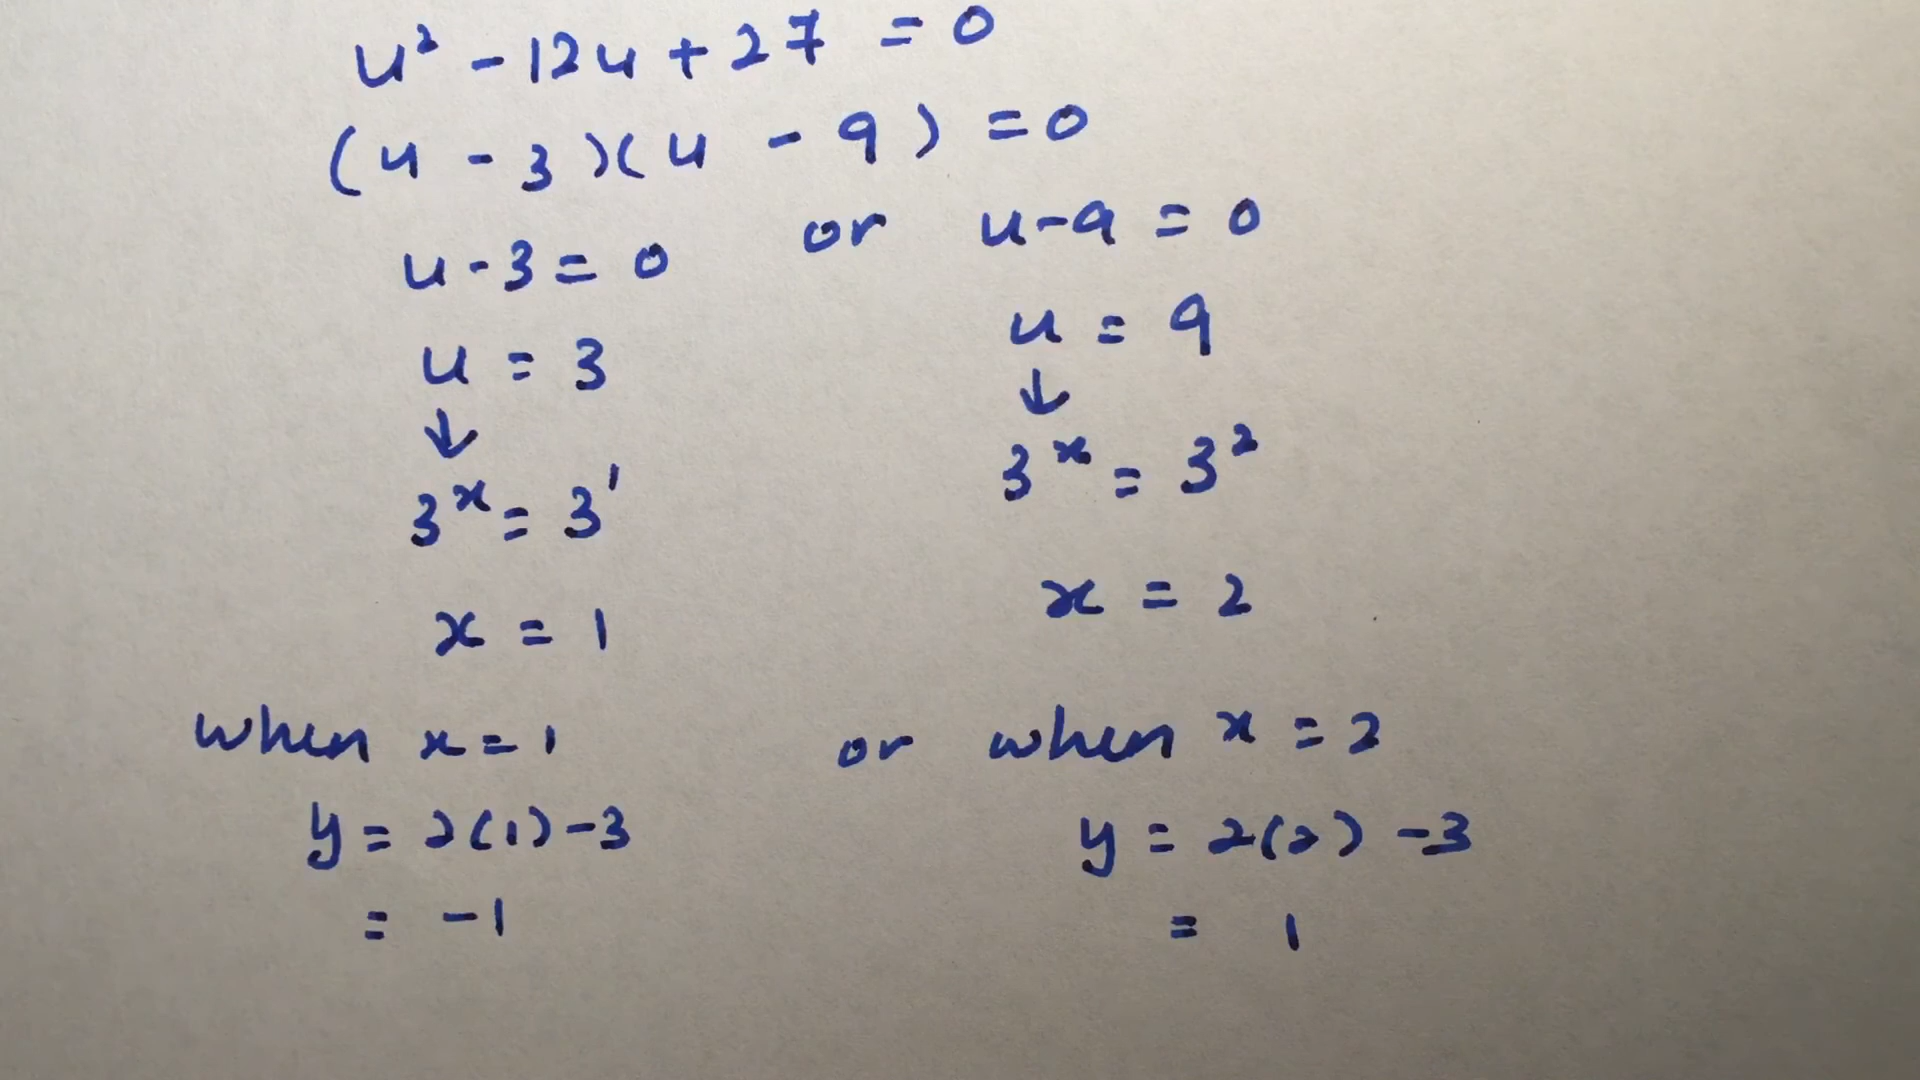 u² - 12u + 27 = 0
(u - 3)(u - 9) = 0
u - 3 = 0 or u - 9 = 0
u = 3 u = 9
↓ ↓
3ˣ = 3¹ 3ˣ = 3²
x = 1 x = 2
when x = 1 or when x = 2
y = 2(1) - 3 y = 2(2) - 3
= -1 = 1